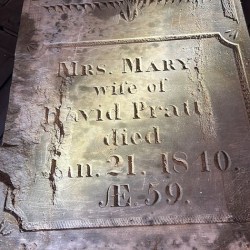 MRS. MARY,
wife of
David Pratt
died
Jan. 21, 1840.
Æ 59.